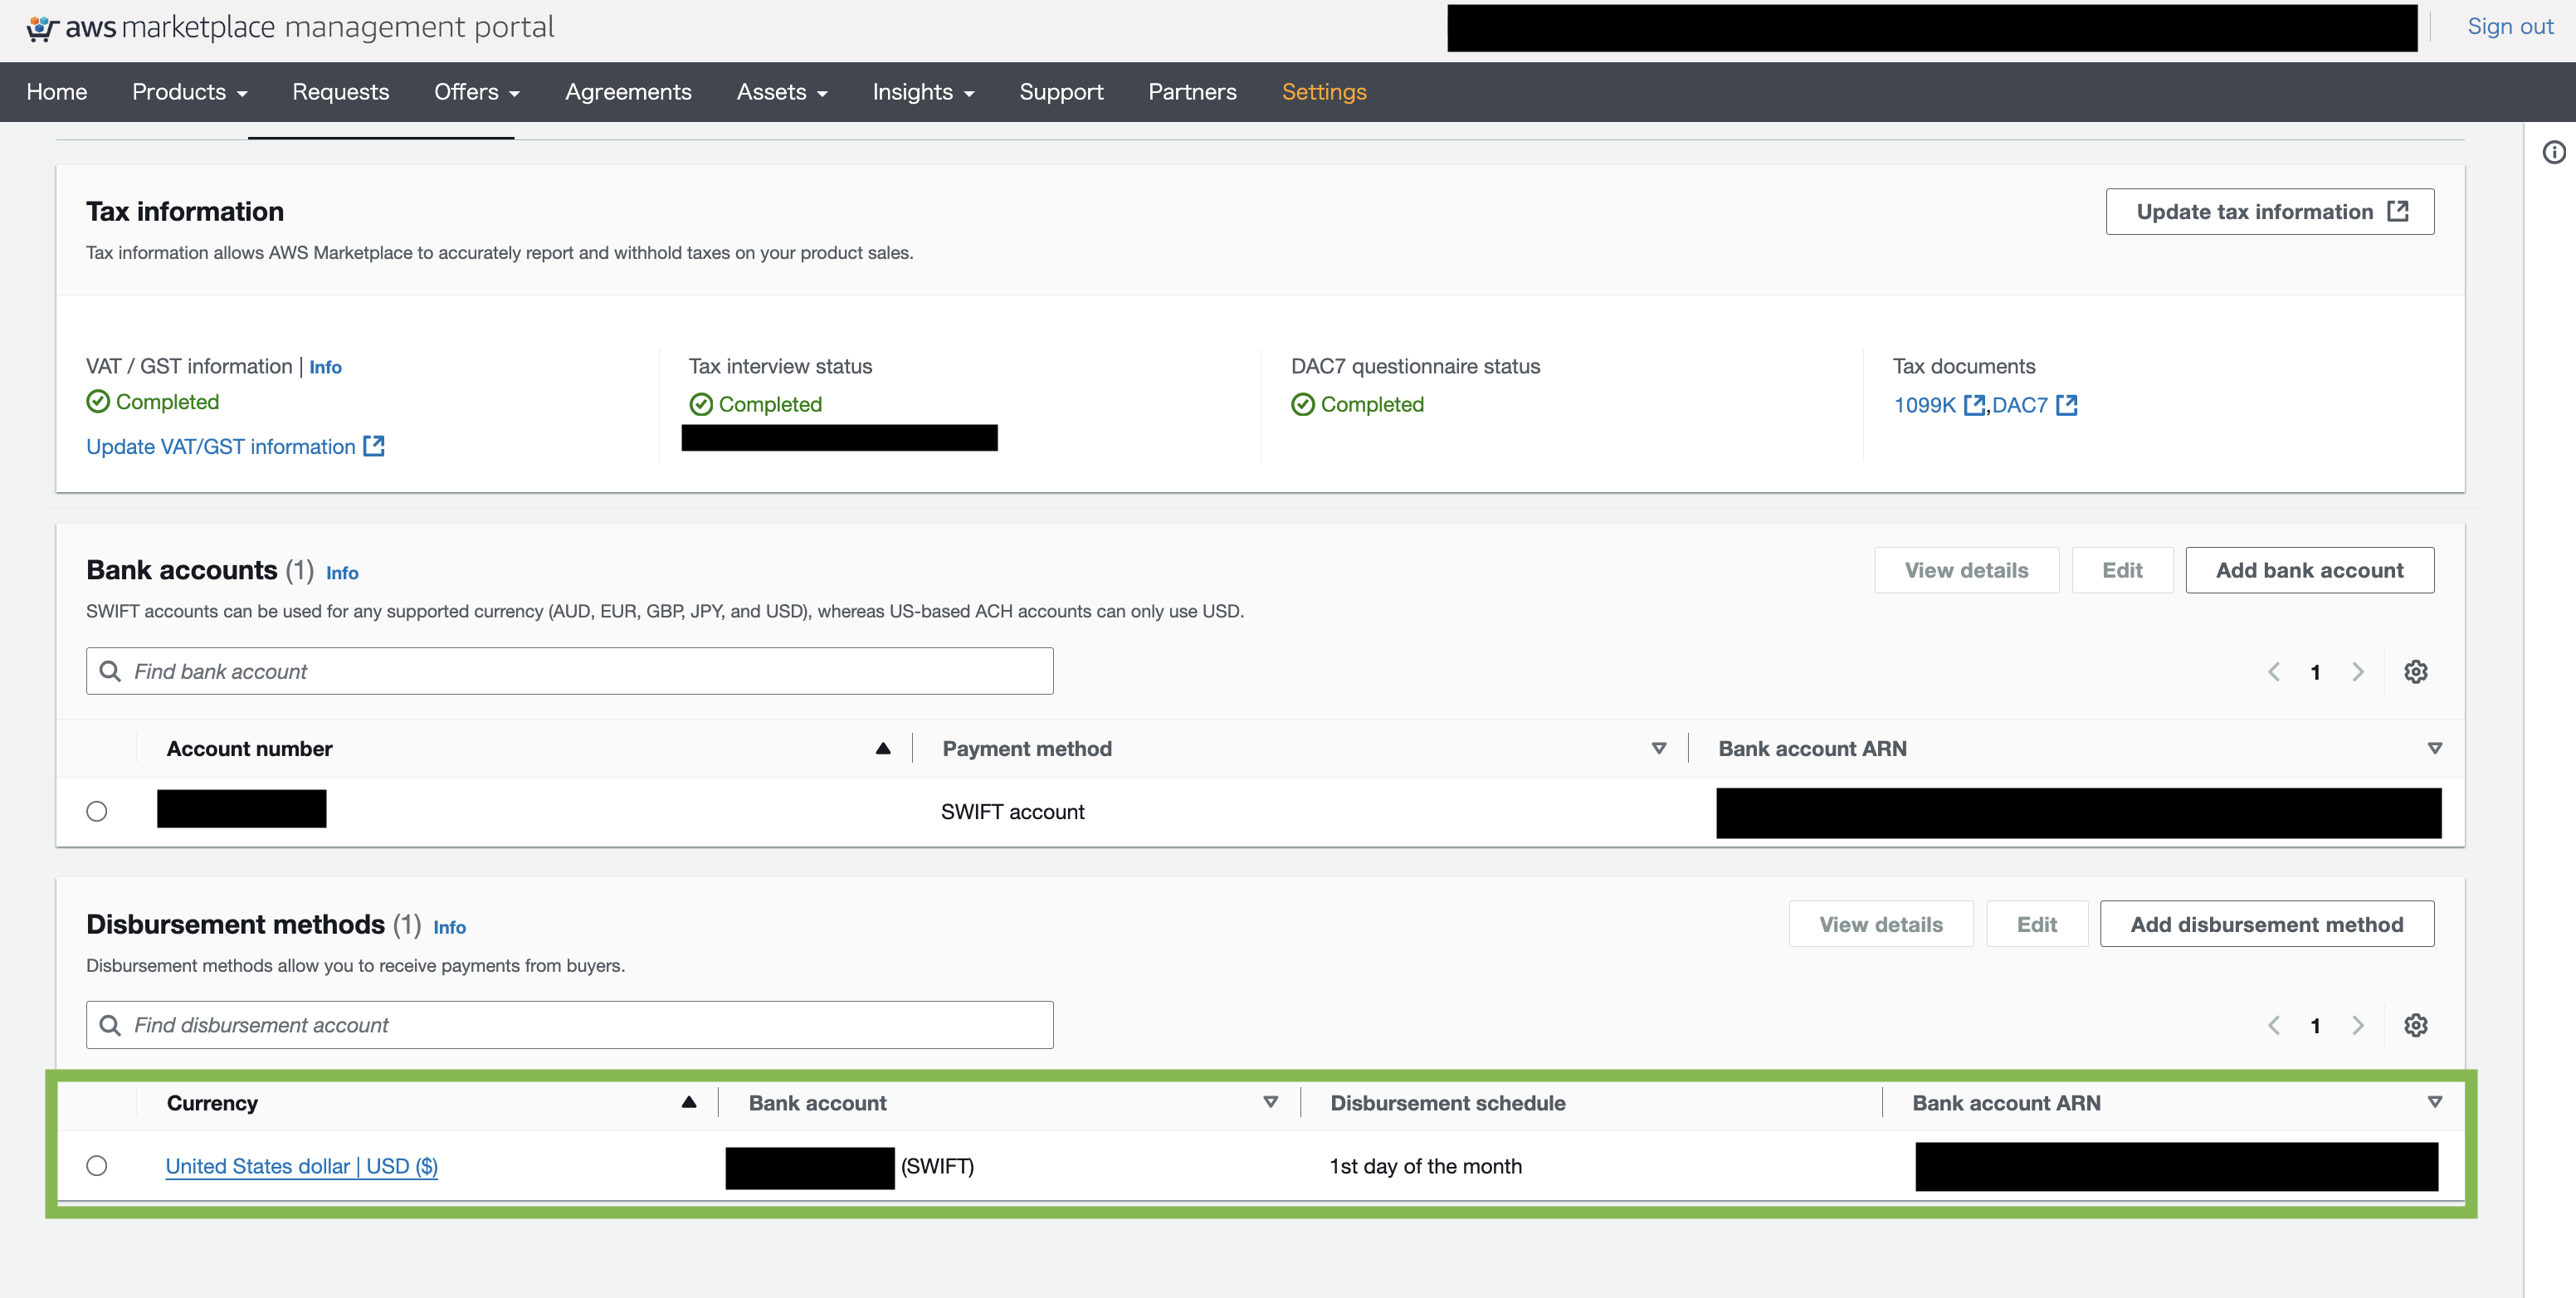 aws marketplace management portal
Sign out
Home Products Requests Offers Agreements Assets Insights Support Partners Settings
Tax information
Update tax information
Tax information allows AWS Marketplace to accurately report and withhold taxes on your product sales.
VAT / GST information | Info
Completed
Update VAT/GST information
Tax interview status
Completed
DAC7 questionnaire status
Completed
Tax documents
1099K ,DAC7
Bank accounts (1) Info
View details Edit Add bank account
SWIFT accounts can be used for any supported currency (AUD, EUR, GBP, JPY, and USD), whereas US-based ACH accounts can only use USD.
Find bank account
1
Account number Payment method Bank account ARN
SWIFT account
Disbursement methods (1) Info
View details Edit Add disbursement method
Disbursement methods allow you to receive payments from buyers.
Find disbursement account
1
Currency Bank account Disbursement schedule Bank account ARN
United States dollar | USD ($) (SWIFT) 1st day of the month